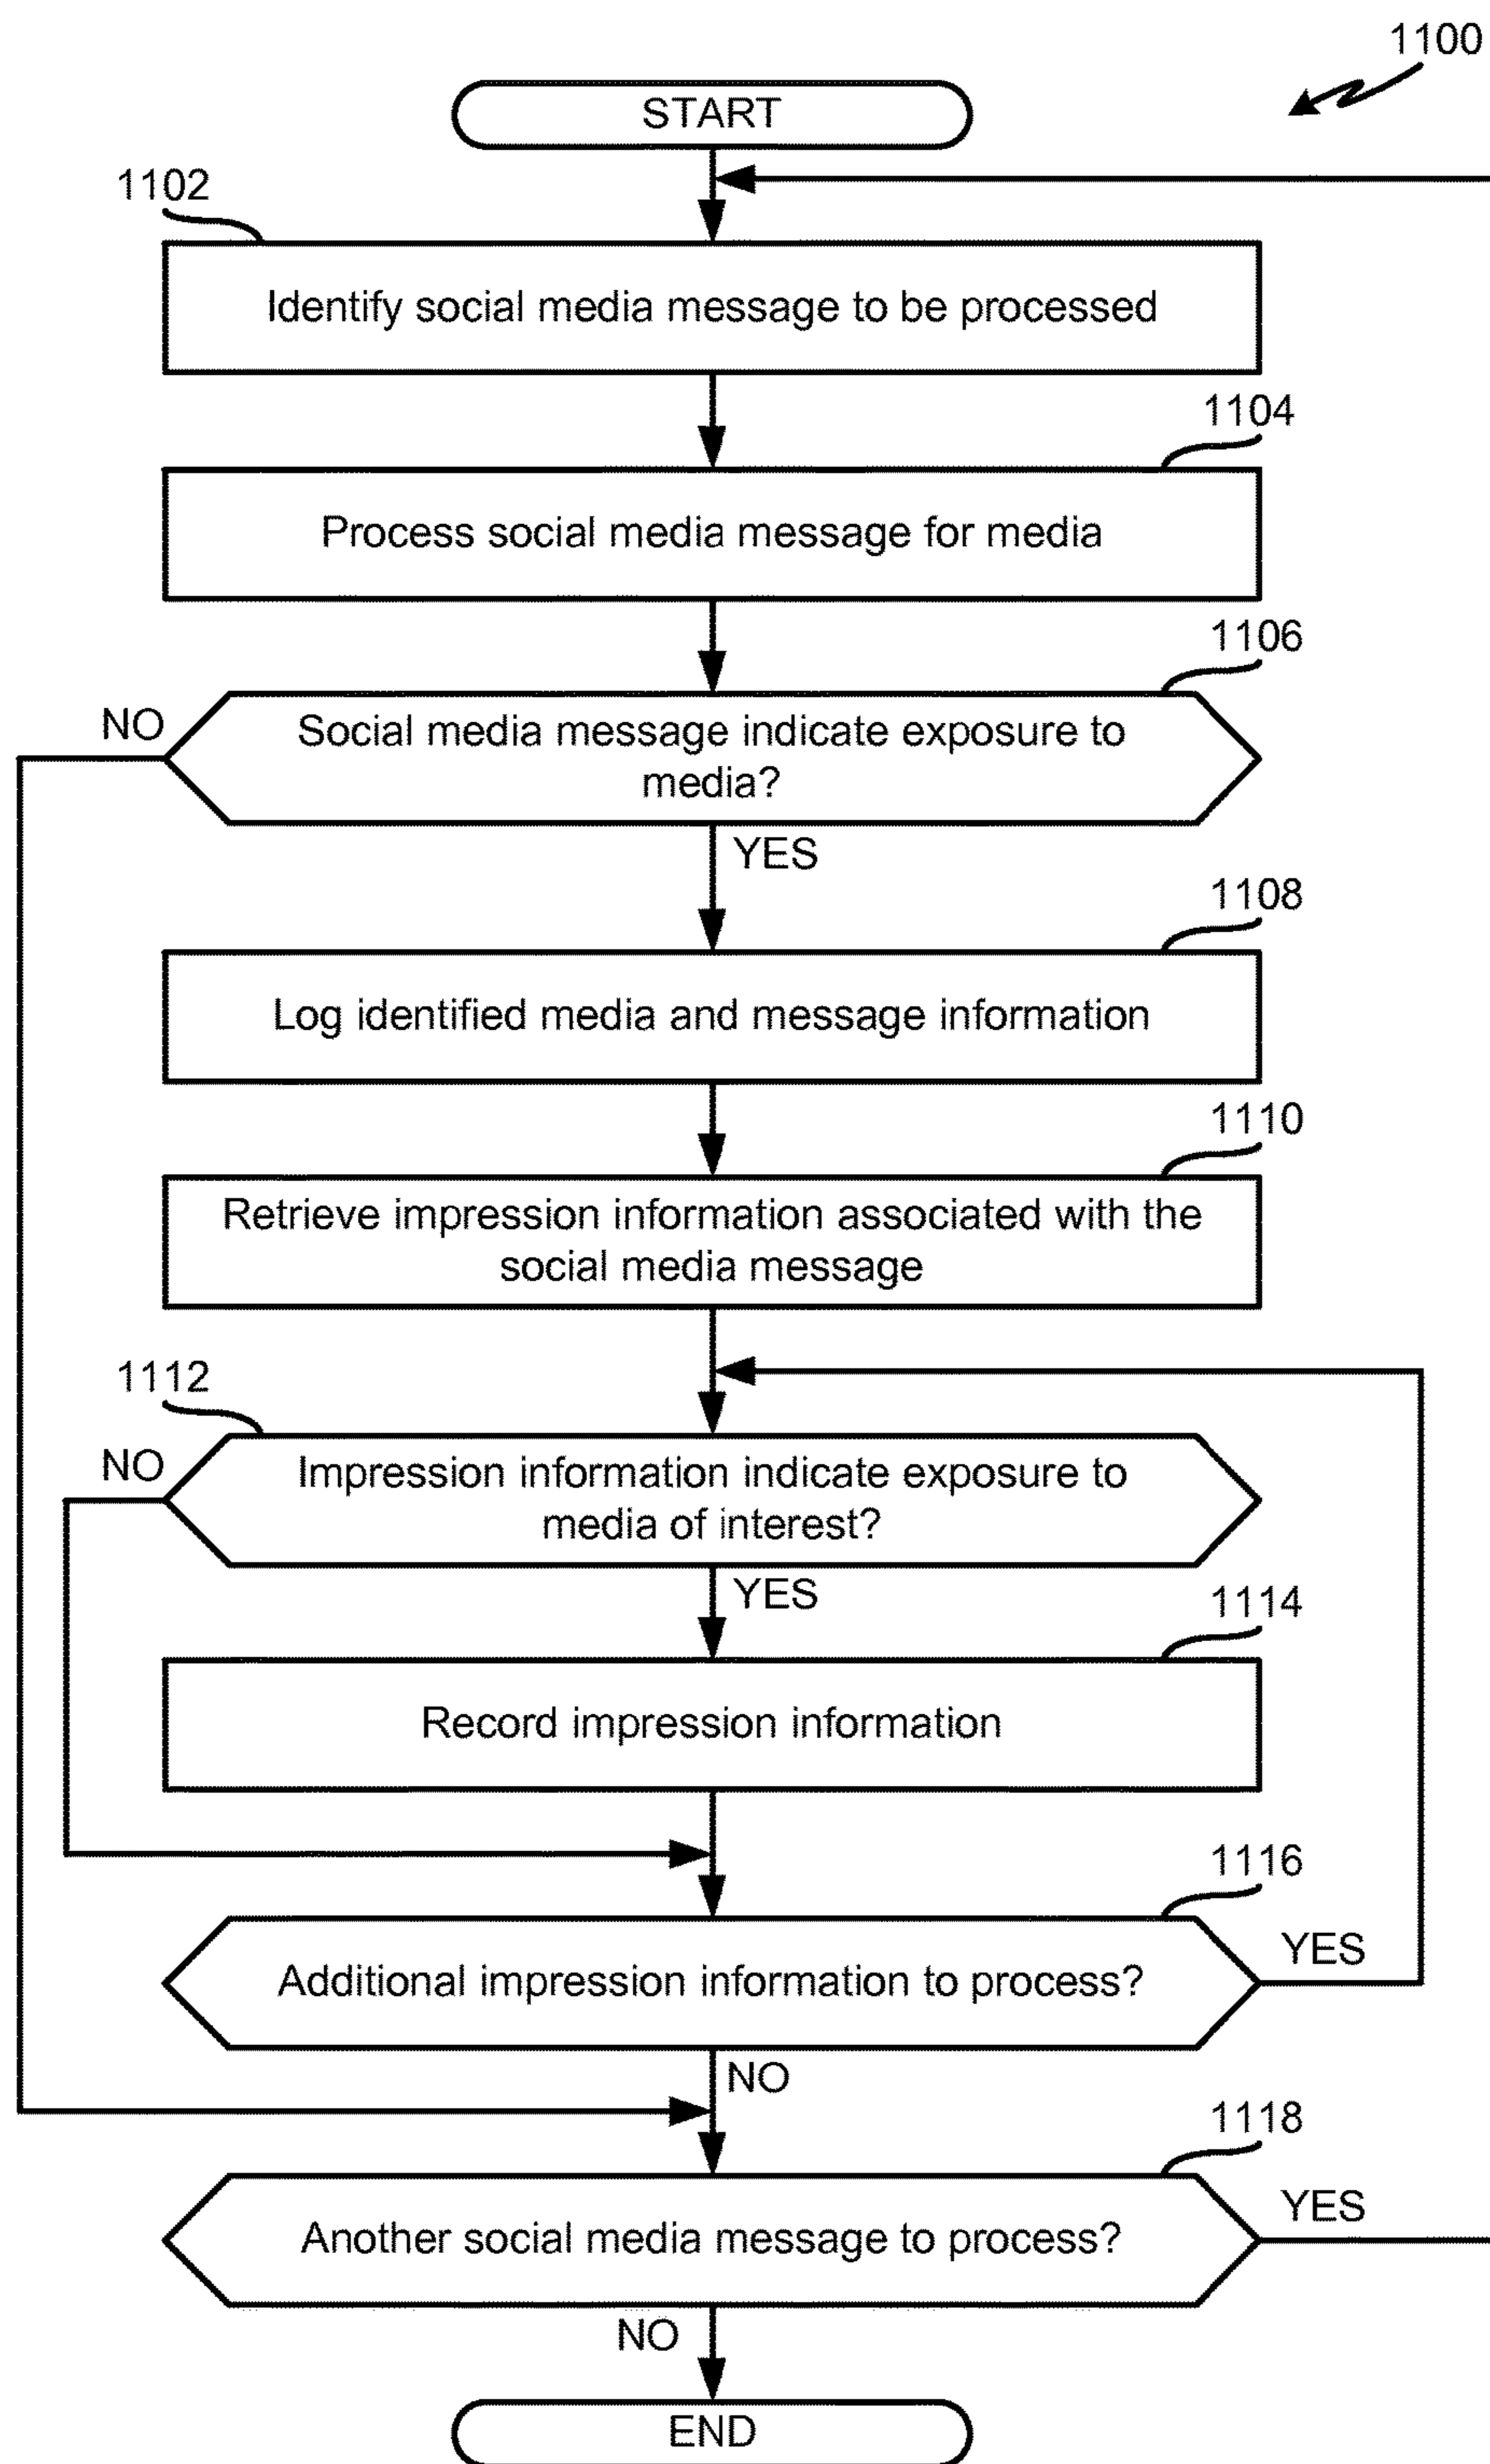 1100
START
1102
Identify social media message to be processed
1104
Process social media message for media
1106
NO
Social media message indicate exposure to
media?
YES
1108
Log identified media and message information
1110
Retrieve impression information associated with the
social media message
1112
NO
Impression information indicate exposure to
media of interest?
YES
1114
Record impression information
1116
Additional impression information to process?
YES
NO
1118
Another social media message to process?
YES
NO
END